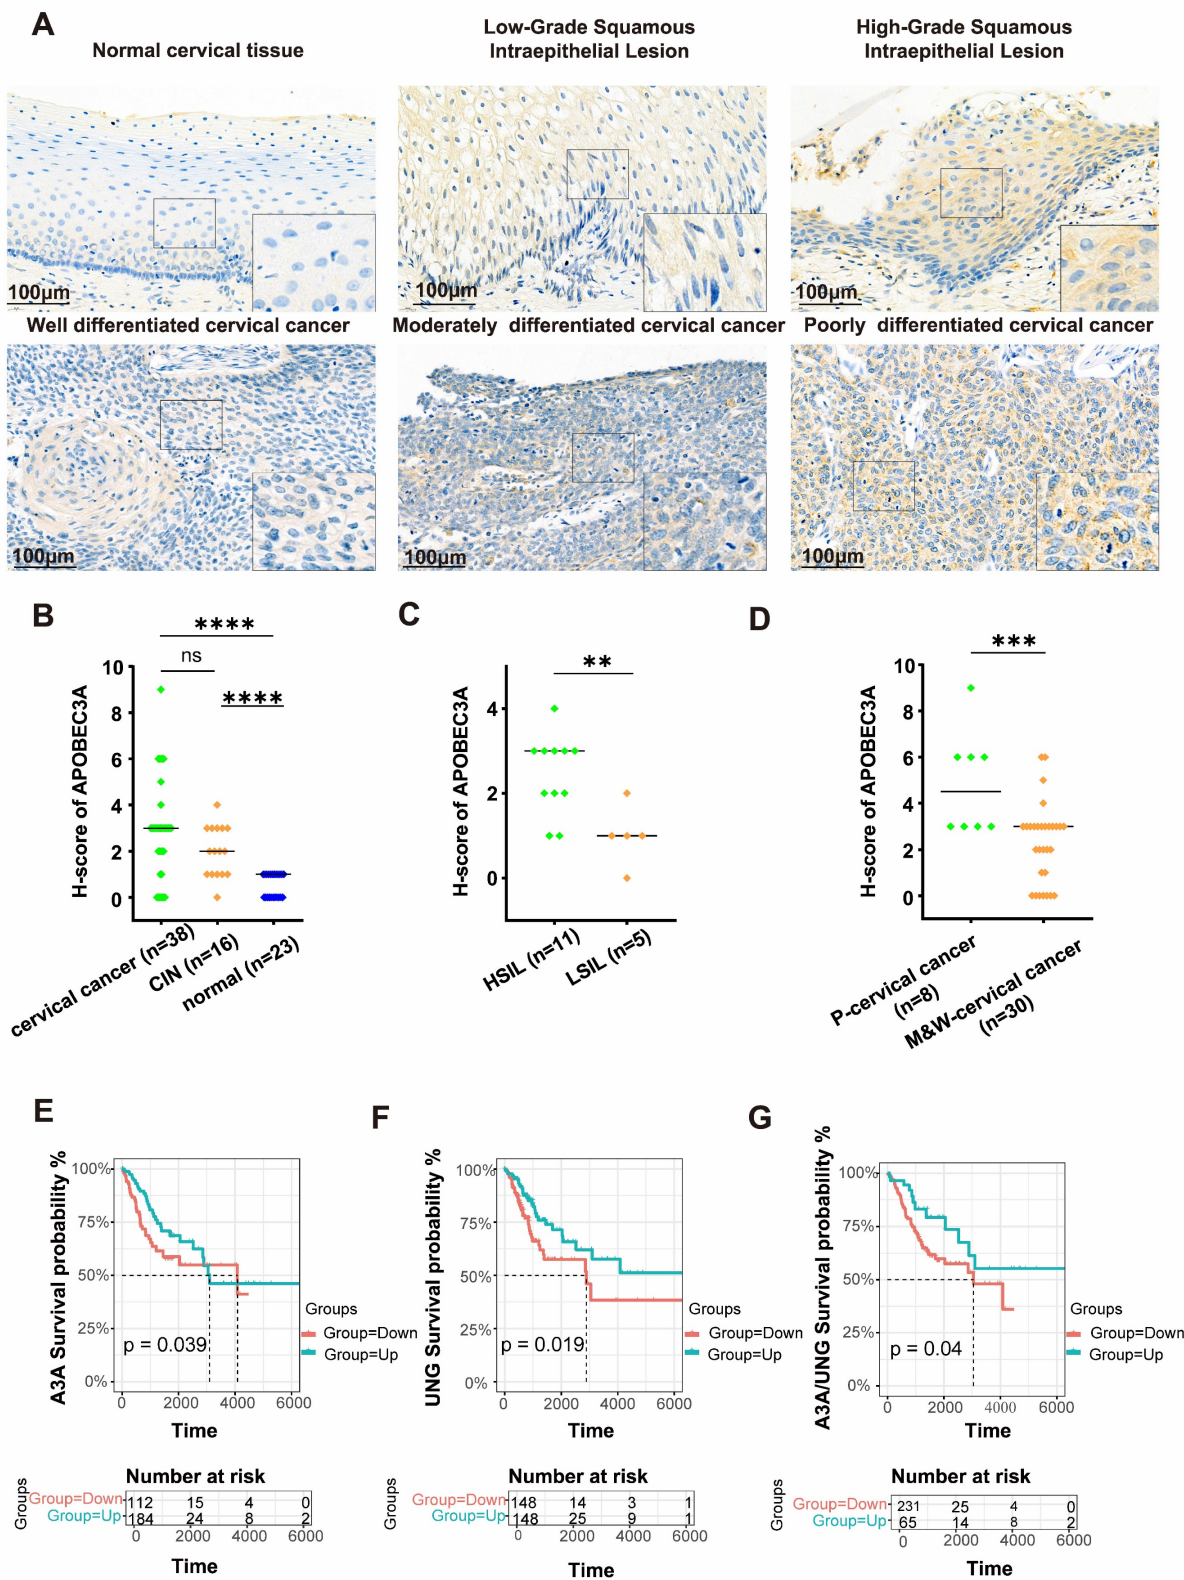 A
Normal cervical tissue
Low-Grade Squamous
Intraepithelial Lesion
High-Grade Squamous
Intraepithelial Lesion
100μm
100μm
100μm
Well differentiated cervical cancer
Moderately differentiated cervical cancer
Poorly differentiated cervical cancer
100μm
100μm
100μm
B
****
ns
****
H-score of APOBEC3A
10
8
6
4
2
0
cervical cancer (n=38)
CIN (n=16)
normal (n=23)
C
**
H-score of APOBEC3A
4
2
0
HSIL (n=11)
LSIL (n=5)
D
***
H-score of APOBEC3A
10
8
6
4
2
0
P-cervical cancer
(n=8)
M&W-cervical cancer
(n=30)
E
A3A Survival probability %
100%
75%
50%
25%
0%
p = 0.039
0 2000 4000 6000
Time
Groups
Group=Down
Group=Up
Number at risk
Groups
Group=Down 112 15 4 0
Group=Up 184 24 8 2
0 2000 4000 6000
Time
F
UNG Survival probability %
100%
75%
50%
25%
0%
p = 0.019
0 2000 4000 6000
Time
Groups
Group=Down
Group=Up
Number at risk
Groups
Group=Down 148 14 3 1
Group=Up 148 25 9 1
0 2000 4000 6000
Time
G
A3A/UNG Survival probability %
100%
75%
50%
25%
0%
p = 0.04
0 2000 4000 6000
Time
Groups
Group=Down
Group=Up
Number at risk
Groups
Group=Down 231 25 4 0
Group=Up 65 14 8 2
0 2000 4000 6000
Time